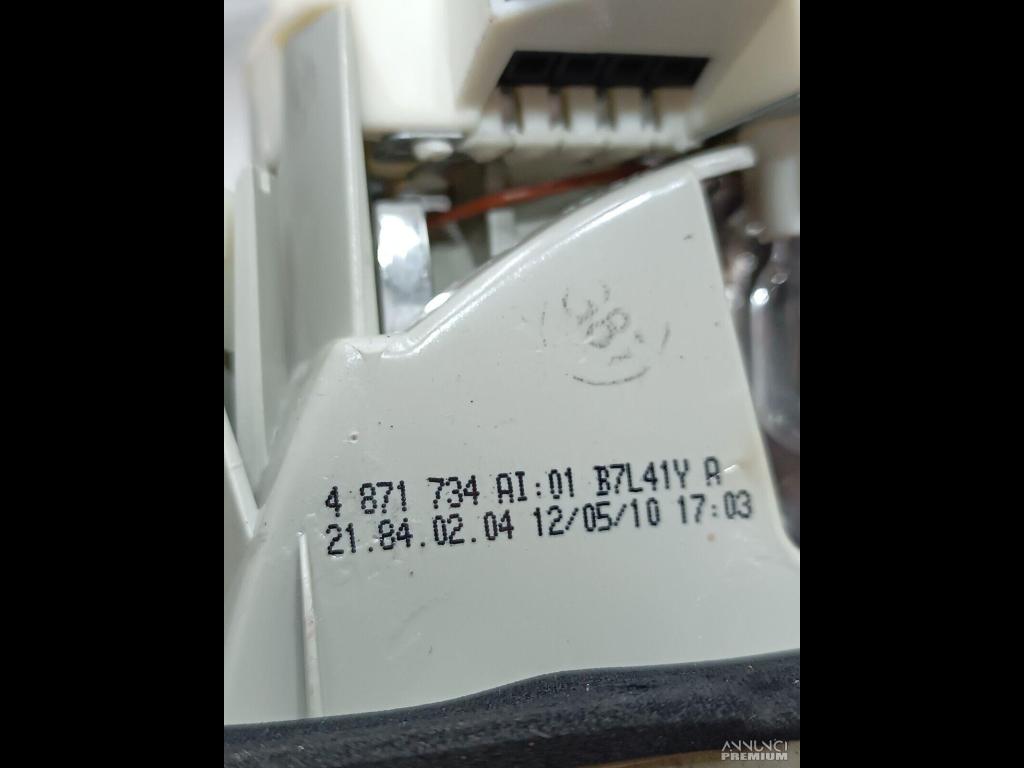 4 871 734 AI:01 B7L41Y A
21.84.02.04 12/05/10 17:03
ANNUNCI
PREMIUM